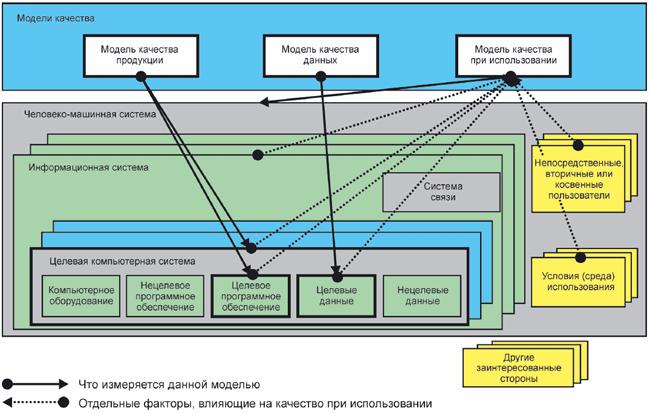 Модели качества
Модель качества
продукции
Модель качества
данных
Модель качества
при использовании
Человеко-машинная система
Информационная система
Система
связи
Непосредственные,
вторичные или
косвенные
пользователи
Целевая компьютерная система
Компьютерное
оборудование
Нецелевое
программное
обеспечение
Целевое
программное
обеспечение
Целевые
данные
Нецелевые
данные
Условия (среда)
использования
Другие
заинтересованные
стороны
Что измеряется данной моделью
Отдельные факторы, влияющие на качество при использовании